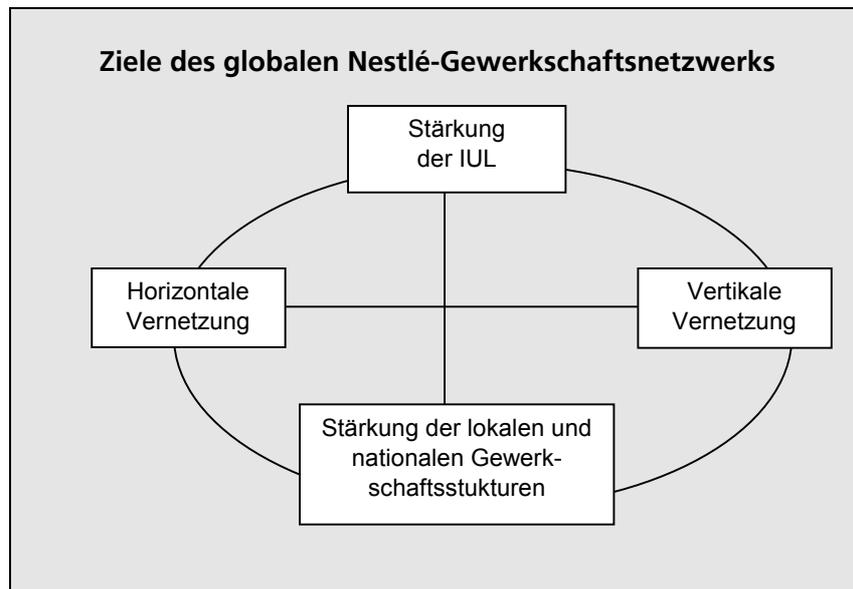 Ziele des globalen Nestlé-Gewerkschaftsnetzwerks
Stärkung
der IUL
Horizontale
Vernetzung
Vertikale
Vernetzung
Stärkung der lokalen und
nationalen Gewerk-
schaftsstukturen